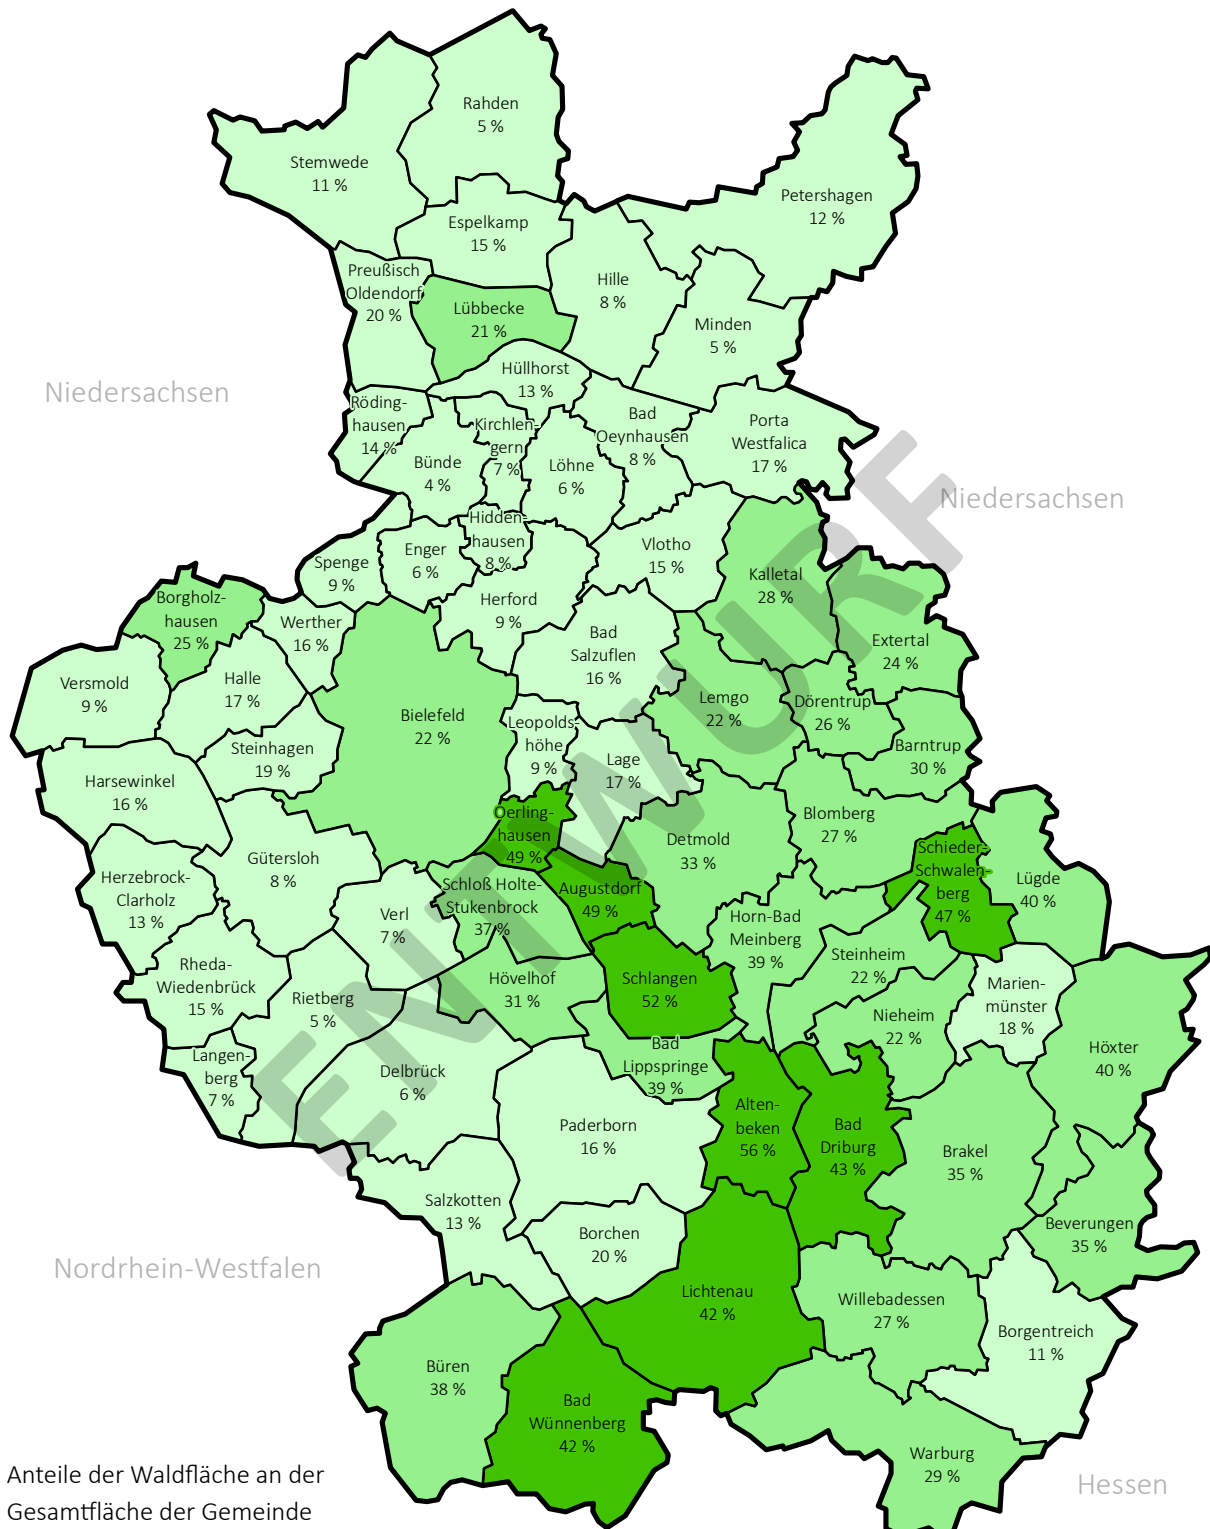 Rahden
5 %
Stemwede
11 %
Petershagen
12 %
Espelkamp
15 %
Preußisch
Oldendorf
20 %
Hille
8 %
Lübbecke
21 %
Minden
5 %
Hüllhorst
13 %
Niedersachsen
Röding-
hausen
14 %
Kirchlen-
gern
7 %
Bad
Oeynhausen
8 %
Porta
Westfalica
17 %
Bünde
4 %
Löhne
6 %
Niedersachsen
Hidden-
hausen
8 %
Enger
6 %
Spenge
9 %
Vlotho
15 %
Kalletal
28 %
Borgholz-
hausen
25 %
Werther
16 %
Herford
9 %
Bad
Salzuflen
16 %
Extertal
24 %
Versmold
9 %
Halle
17 %
Bielefeld
22 %
Leopolds-
höhe
9 %
Lemgo
22 %
Dörentrup
26 %
Steinhagen
19 %
Lage
17 %
Barntrup
30 %
Harsewinkel
16 %
Oerling-
hausen
49 %
Detmold
33 %
Blomberg
27 %
Schieder-
Schwalen-
berg
47 %
Lügde
40 %
Gütersloh
8 %
Herzebrock-
Clarholz
13 %
Verl
7 %
Schloß Holte-
Stukenbrock
37 %
Augustdorf
49 %
Horn-Bad
Meinberg
39 %
Steinheim
22 %
Rheda-
Wiedenbrück
15 %
Rietberg
5 %
Hövelhof
31 %
Schlangen
52 %
Marien-
münster
18 %
Nieheim
22 %
Höxter
40 %
Langen-
berg
7 %
Delbrück
6 %
Bad
Lippspringe
39 %
Alten-
beken
56 %
Bad
Driburg
43 %
Paderborn
16 %
Brakel
35 %
Salzkotten
13 %
Borchen
20 %
Beverungen
35 %
Nordrhein-Westfalen
Lichtenau
42 %
Willebadessen
27 %
Borgentreich
11 %
Büren
38 %
Bad
Wünnenberg
42 %
Warburg
29 %
Hessen
Anteile der Waldfläche an der
Gesamtfläche der Gemeinde
ENTWURF